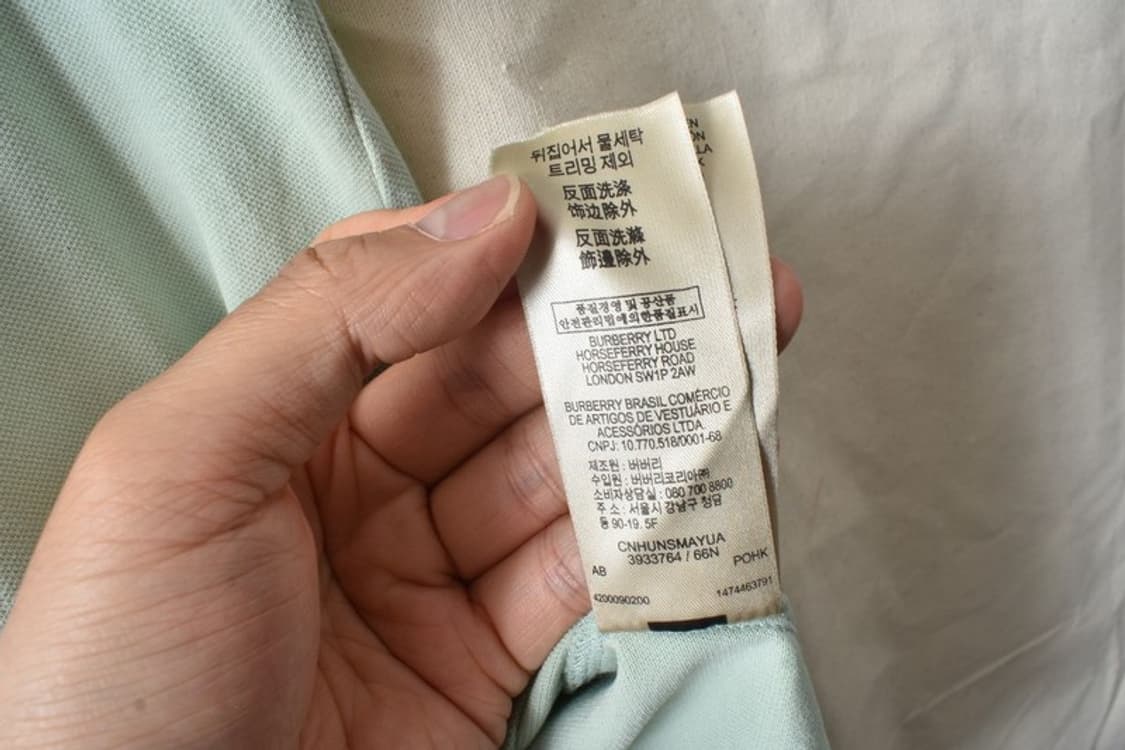 뒤집어서 물세탁
트리밍 제외
反面洗涤
饰边除外
反面洗滌
飾邊除外
품질경영 및 공산품
안전관리법에의한품질표시
BURBERRY LTD
HORSEFERRY HOUSE
HORSEFERRY ROAD
LONDON SW1P 2AW
BURBERRY BRASIL COMÉRCIO
DE ARTIGOS DE VESTUÁRIO E
ACESSÓRIOS LTDA.
CNPJ: 10.770.518/0001-68
제조원 : 버버리
수입원 : 버버리코리아㈜
소비자상담실 : 080 700 8800
주 소 : 서울시 강남구 청담
동 90-19. 5F
CNHUNSMAYUA
3933764 / 66N
AB POHK
4200090200 1474463791